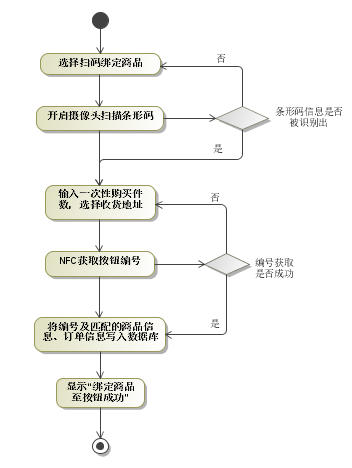 选择扫码绑定商品
否
开启摄像头扫描条形码
条形码信息是否
被识别出
是
输入一次性购买件
数，选择收货地址
否
NFC获取按钮编号
编号获取
是否成功
是
将编号及匹配的商品信
息、订单信息写入数据库
显示“绑定商品
至按钮成功”